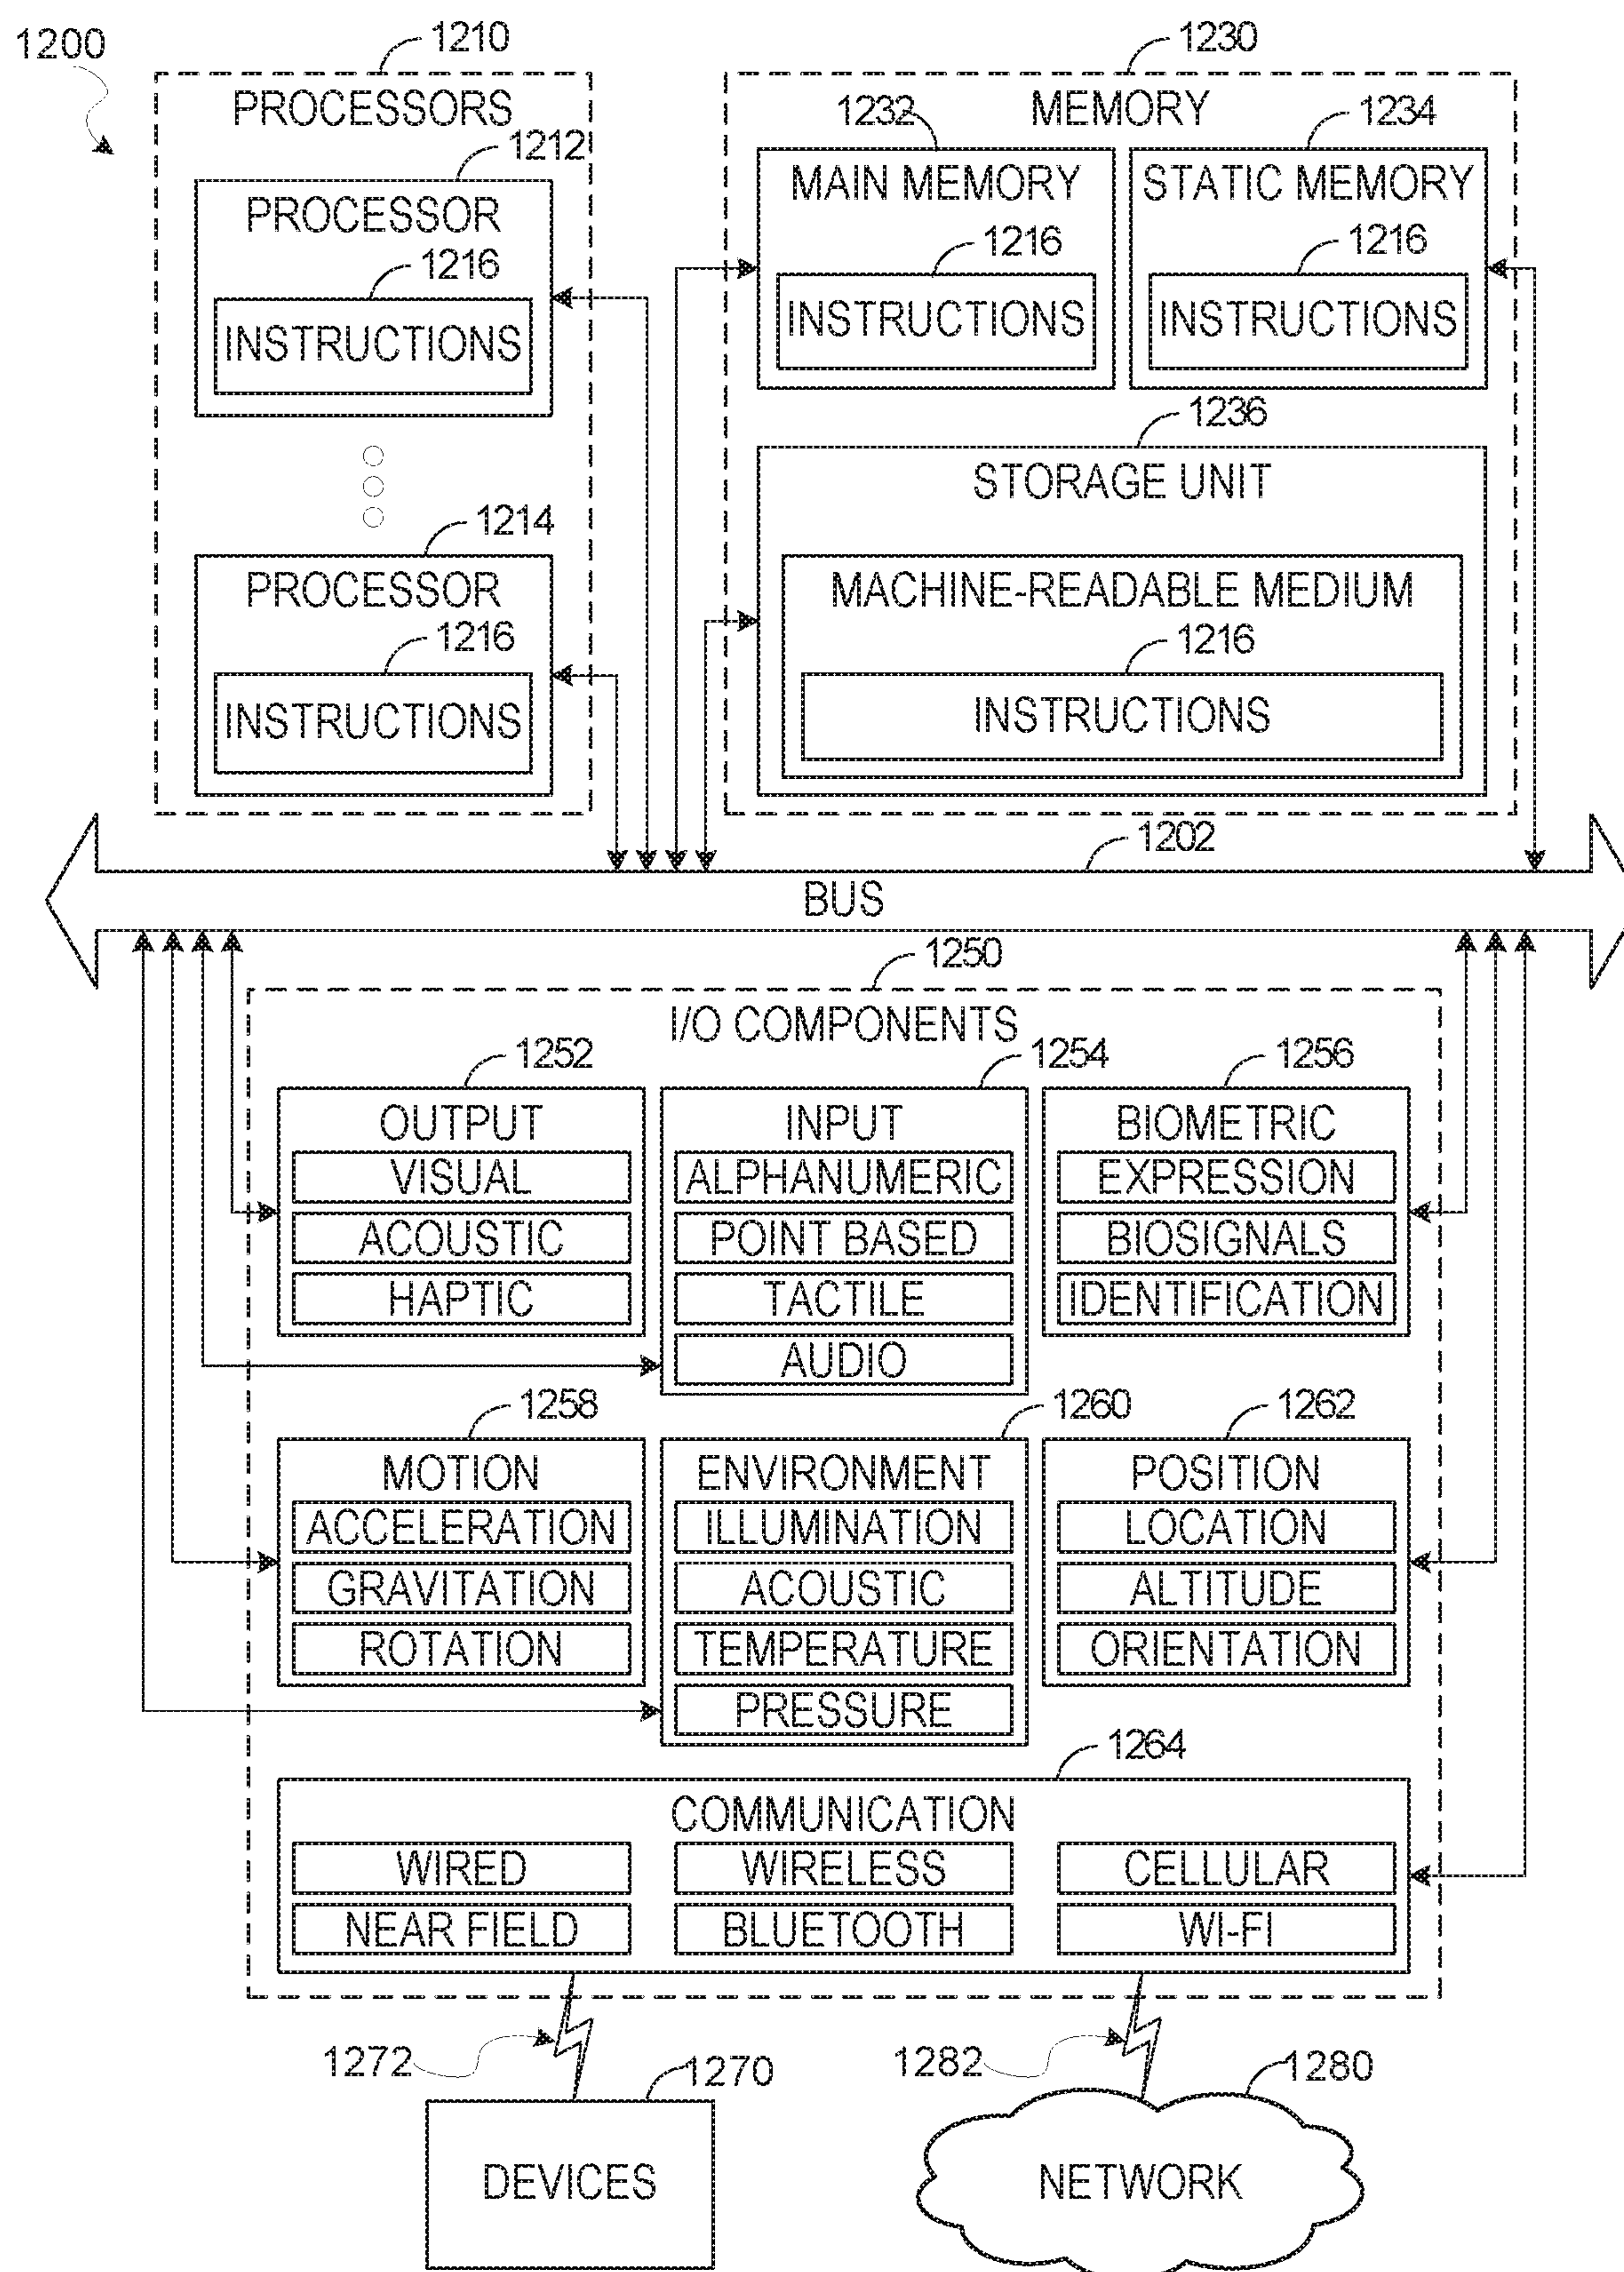 1200
1210
1230
PROCESSORS
1232
MEMORY
1234
1212
PROCESSOR
MAIN MEMORY
STATIC MEMORY
1216
1216
1216
INSTRUCTIONS
INSTRUCTIONS
INSTRUCTIONS
1236
STORAGE UNIT
1214
PROCESSOR
MACHINE-READABLE MEDIUM
1216
1216
INSTRUCTIONS
INSTRUCTIONS
1202
BUS
1250
I/O COMPONENTS
1252
1254
1256
OUTPUT
VISUAL
ACOUSTIC
HAPTIC
INPUT
ALPHANUMERIC
POINT BASED
TACTILE
AUDIO
BIOMETRIC
EXPRESSION
BIOSIGNALS
IDENTIFICATION
1258
1260
1262
MOTION
ACCELERATION
GRAVITATION
ROTATION
ENVIRONMENT
ILLUMINATION
ACOUSTIC
TEMPERATURE
PRESSURE
POSITION
LOCATION
ALTITUDE
ORIENTATION
1264
COMMUNICATION
WIRED
WIRELESS
CELLULAR
NEAR FIELD
BLUETOOTH
WI-FI
1272
1270
1282
1280
DEVICES
NETWORK